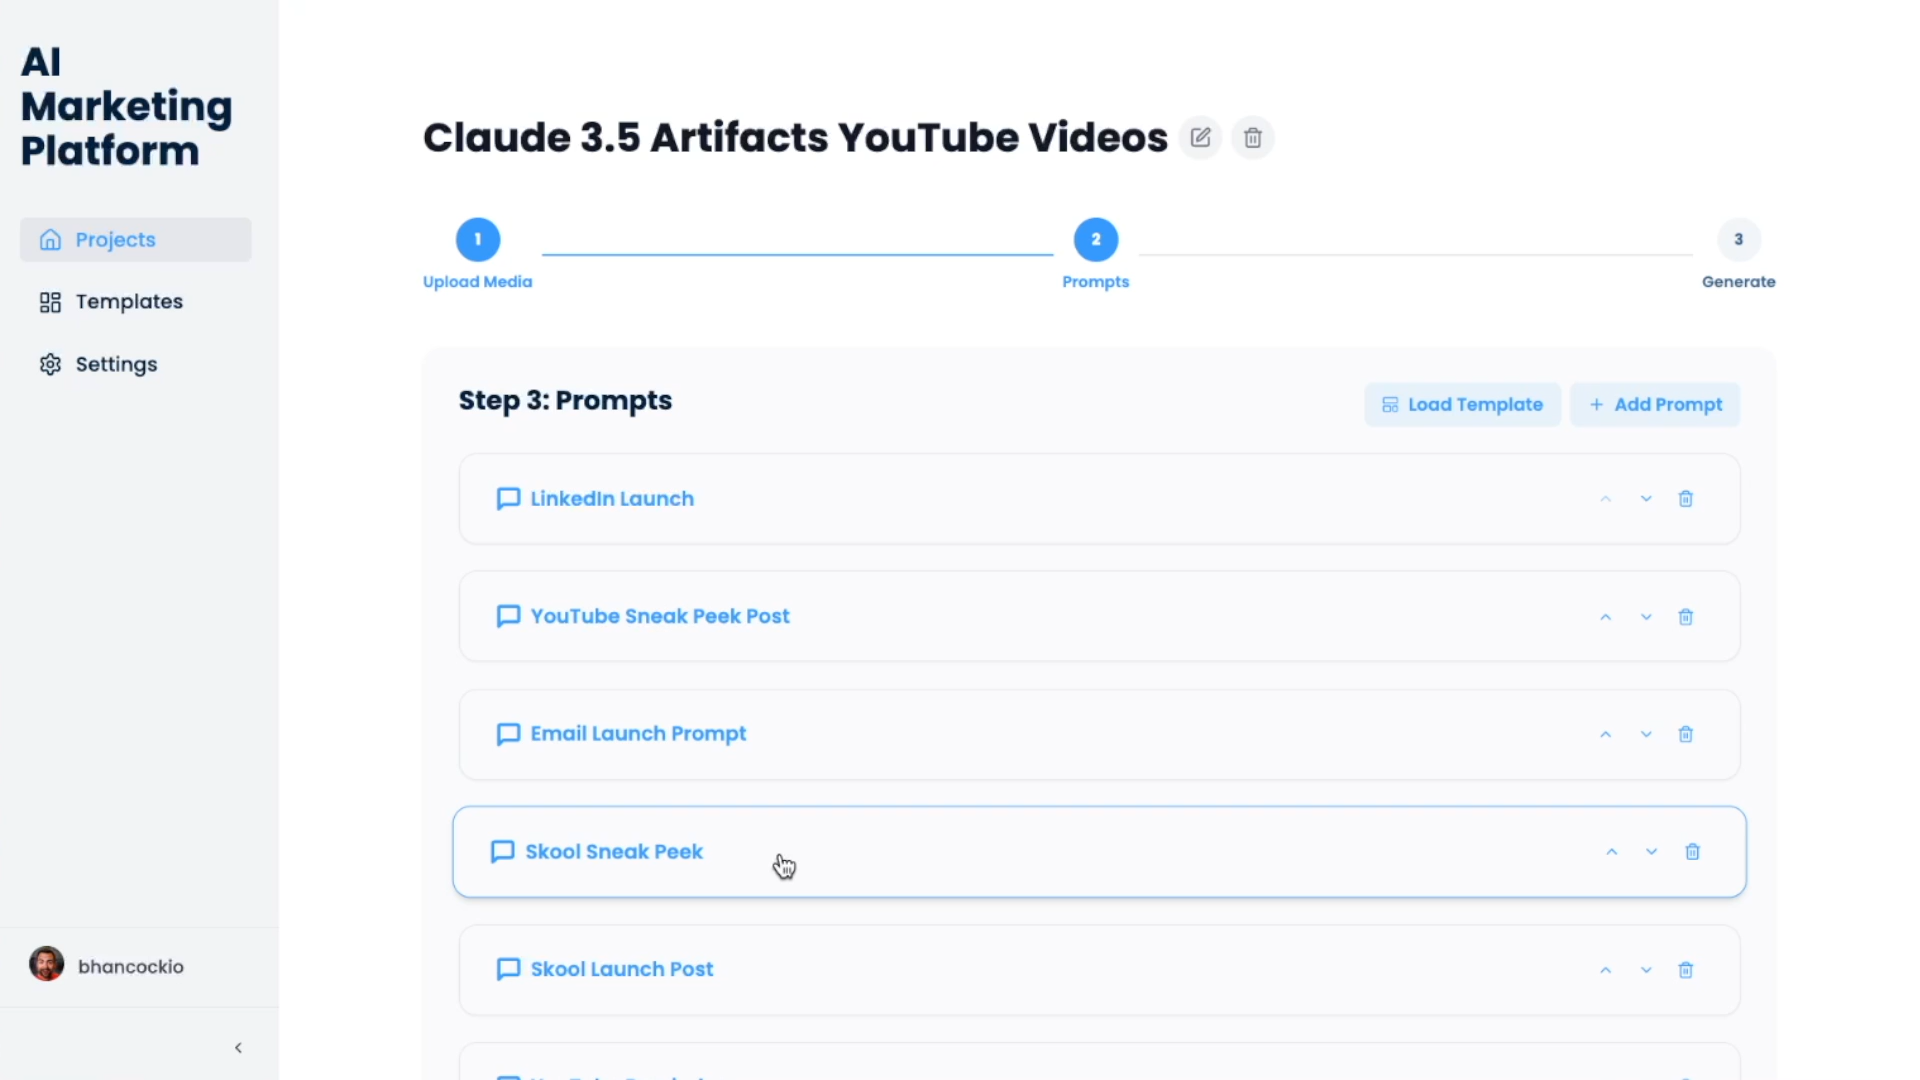 AI
Marketing
Platform
Projects
Templates
Settings
bhancockio
Claude 3.5 Artifacts YouTube Videos
1
Upload Media
2
Prompts
3
Generate
Step 3: Prompts
Load Template
+ Add Prompt
LinkedIn Launch
YouTube Sneak Peek Post
Email Launch Prompt
Skool Sneak Peek
Skool Launch Post